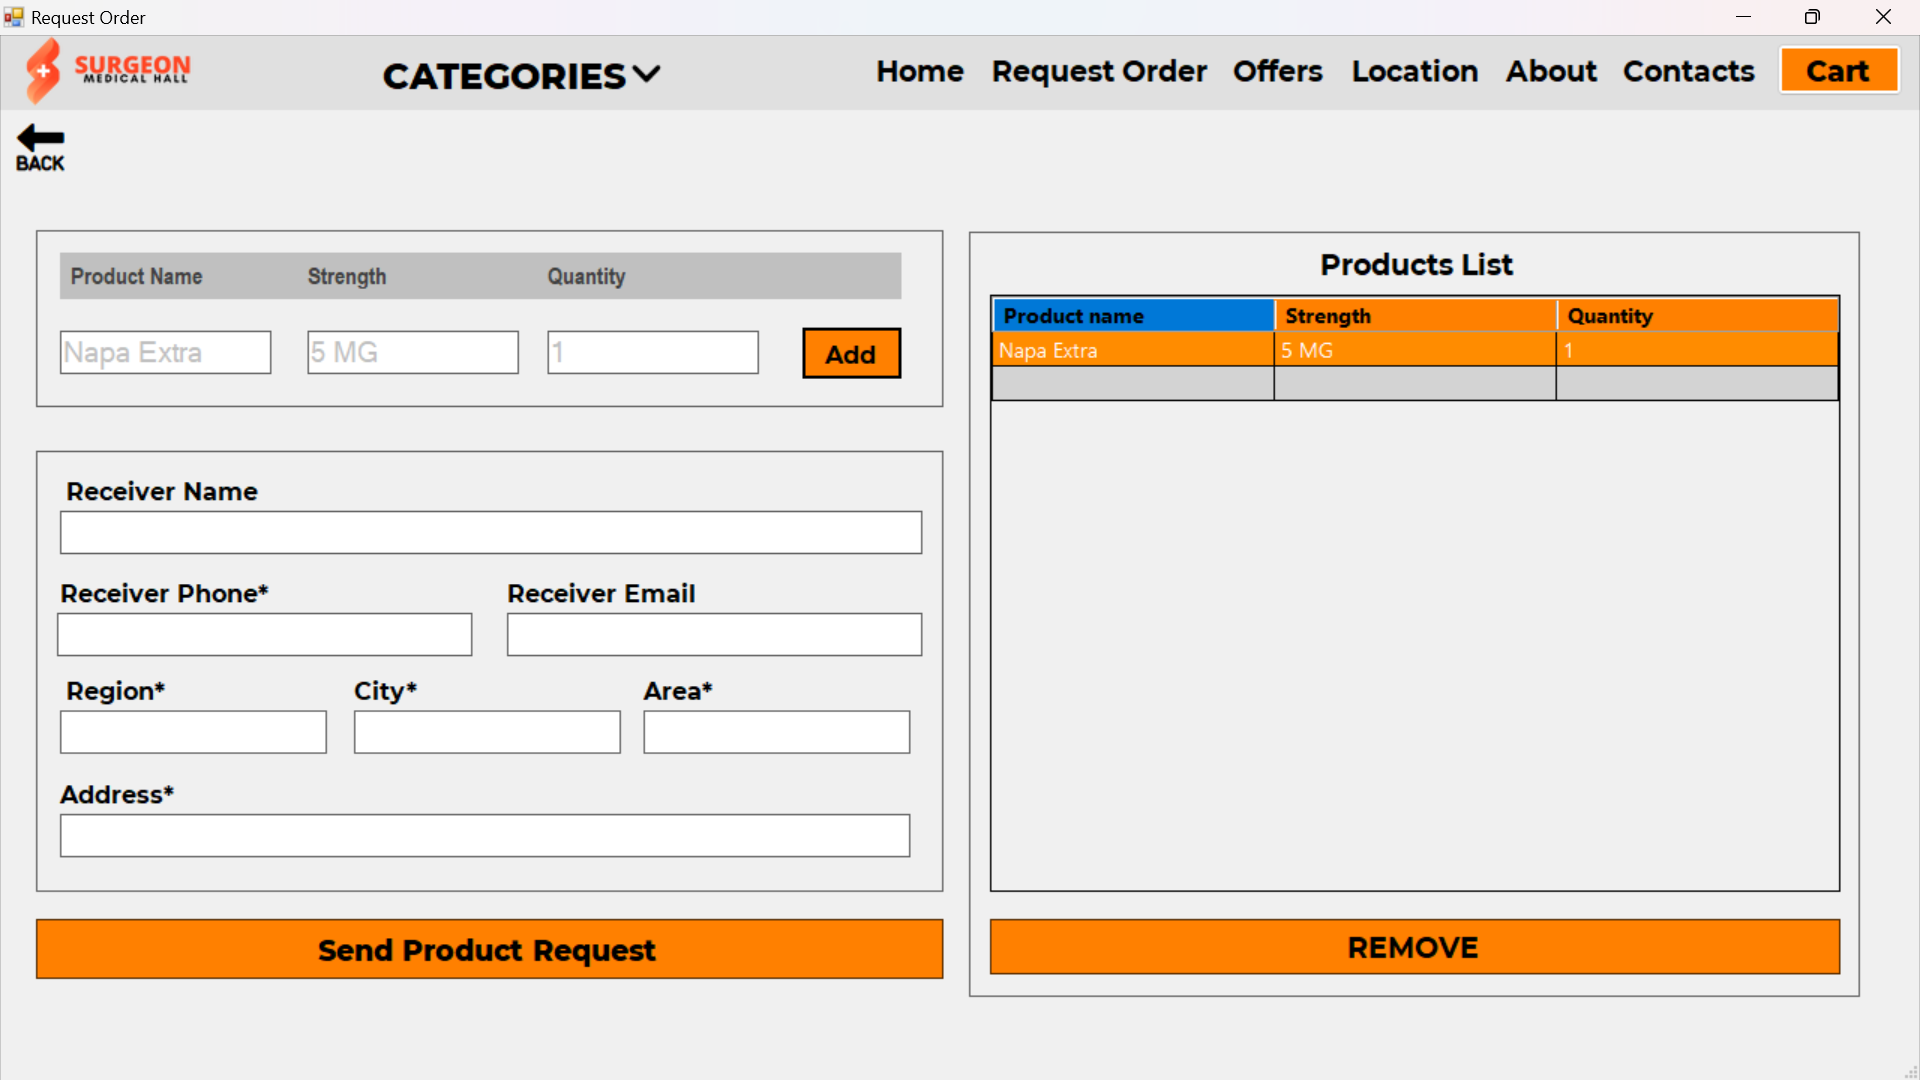 Request Order
SURGEON
MEDICAL HALL
CATEGORIES
Home Request Order Offers Location About Contacts Cart
BACK
Product Name Strength Quantity
Napa Extra 5 MG 1 Add
Receiver Name
Receiver Phone* Receiver Email
Region* City* Area*
Address*
Send Product Request
Products List
Product name Strength Quantity
Napa Extra 5 MG 1
REMOVE